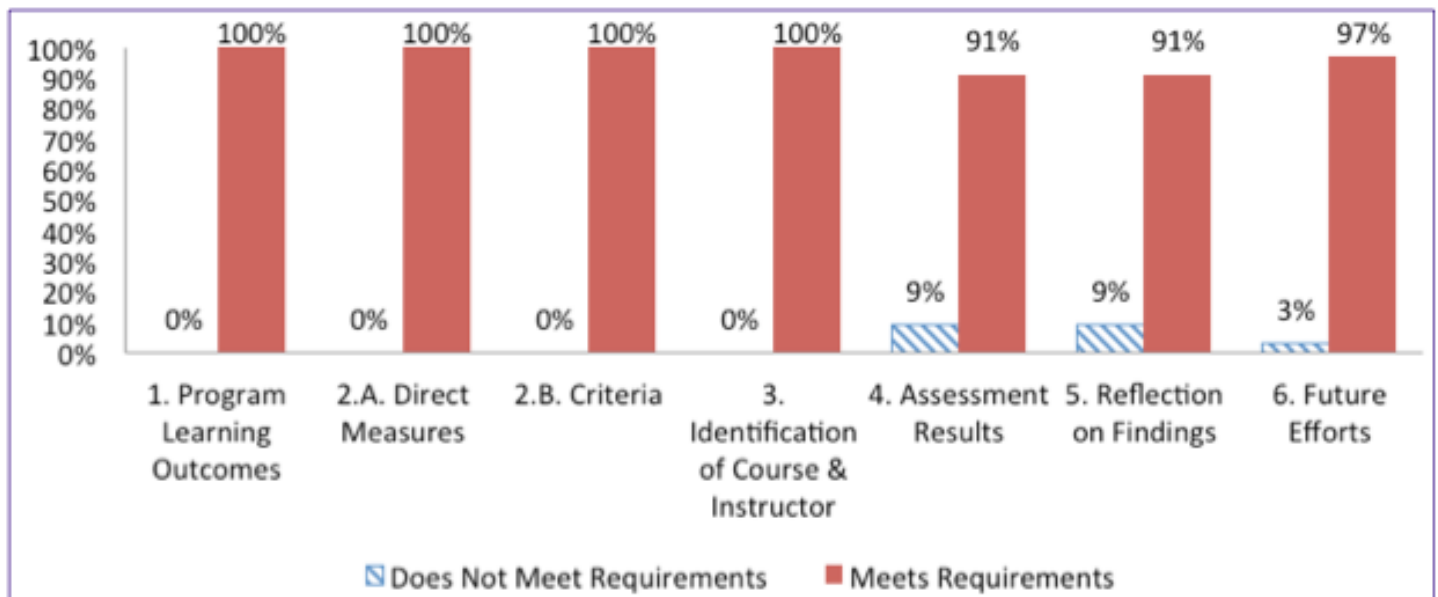 100% 100% 100% 100% 91% 91% 97%
100%
90%
80%
70%
60%
50%
40%
30%
20%
10%
0%
0% 0% 0% 0% 9% 9% 3%
1. Program
Learning
Outcomes
2.A. Direct
Measures
2.B. Criteria
3.
Identification
of Course &
Instructor
4. Assessment
Results
5. Reflection
on Findings
6. Future
Efforts
Does Not Meet Requirements
Meets Requirements